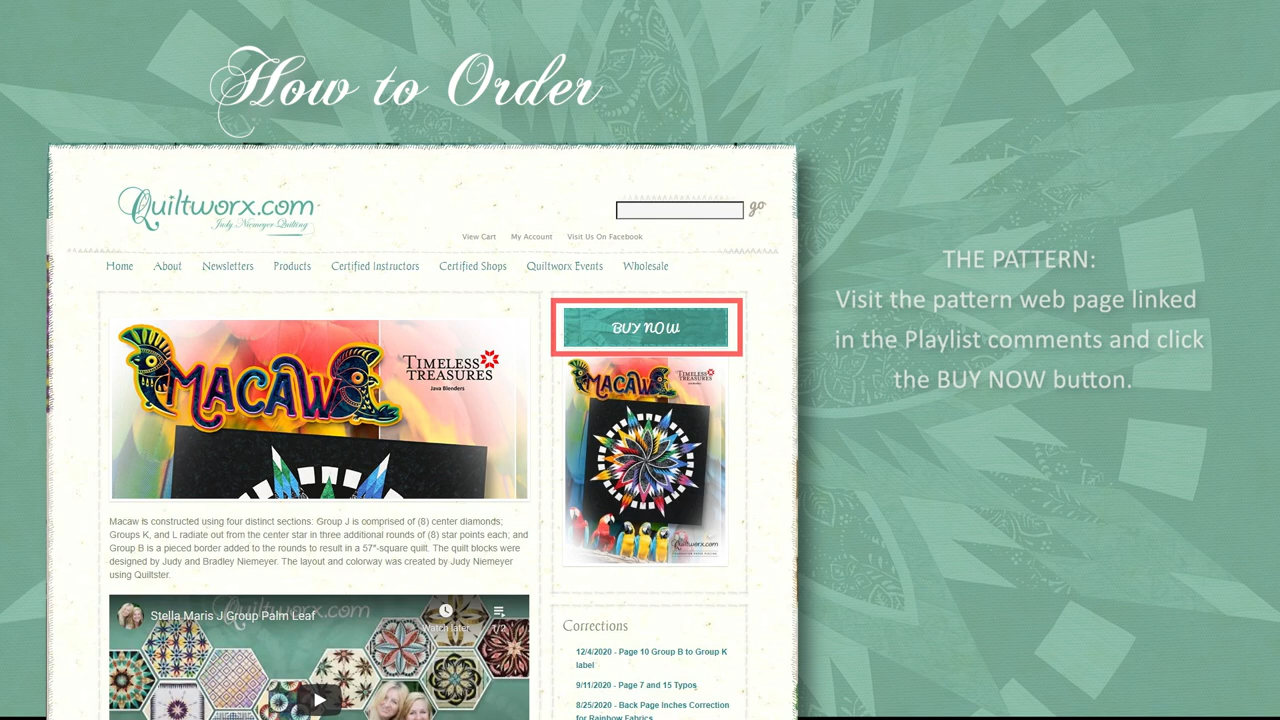 How to Order
Quiltworx.com
Judy Niemeyer Quilting
go
View Cart My Account Visit Us On Facebook
Home About Newsletters Products Certified Instructors Certified Shops Quiltworx Events Wholesale
MACAW
TIMELESS
TREASURES
Java Blenders
Macaw is constructed using four distinct sections: Group J is comprised of (8) center diamonds;
Groups K, and L radiate out from the center star in three additional rounds of (8) star points each; and
Group B is a pieced border added to the rounds to result in a 57"-square quilt. The quilt blocks were
designed by Judy and Bradley Niemeyer. The layout and colorway was created by Judy Niemeyer
using Quiltster.
Quiltworx.com
Stella Maris J Group Palm Leaf
Watch later
1/2
BUY NOW
MACAW
TIMELESS
TREASURES
Quiltworx.com
Corrections
12/4/2020 - Page 10 Group B to Group K
label
9/11/2020 - Page 7 and 15 Typos
8/25/2020 - Back Page Inches Correction
for Rainbow Fabrics
THE PATTERN:
Visit the pattern web page linked
in the Playlist comments and click
the BUY NOW button.